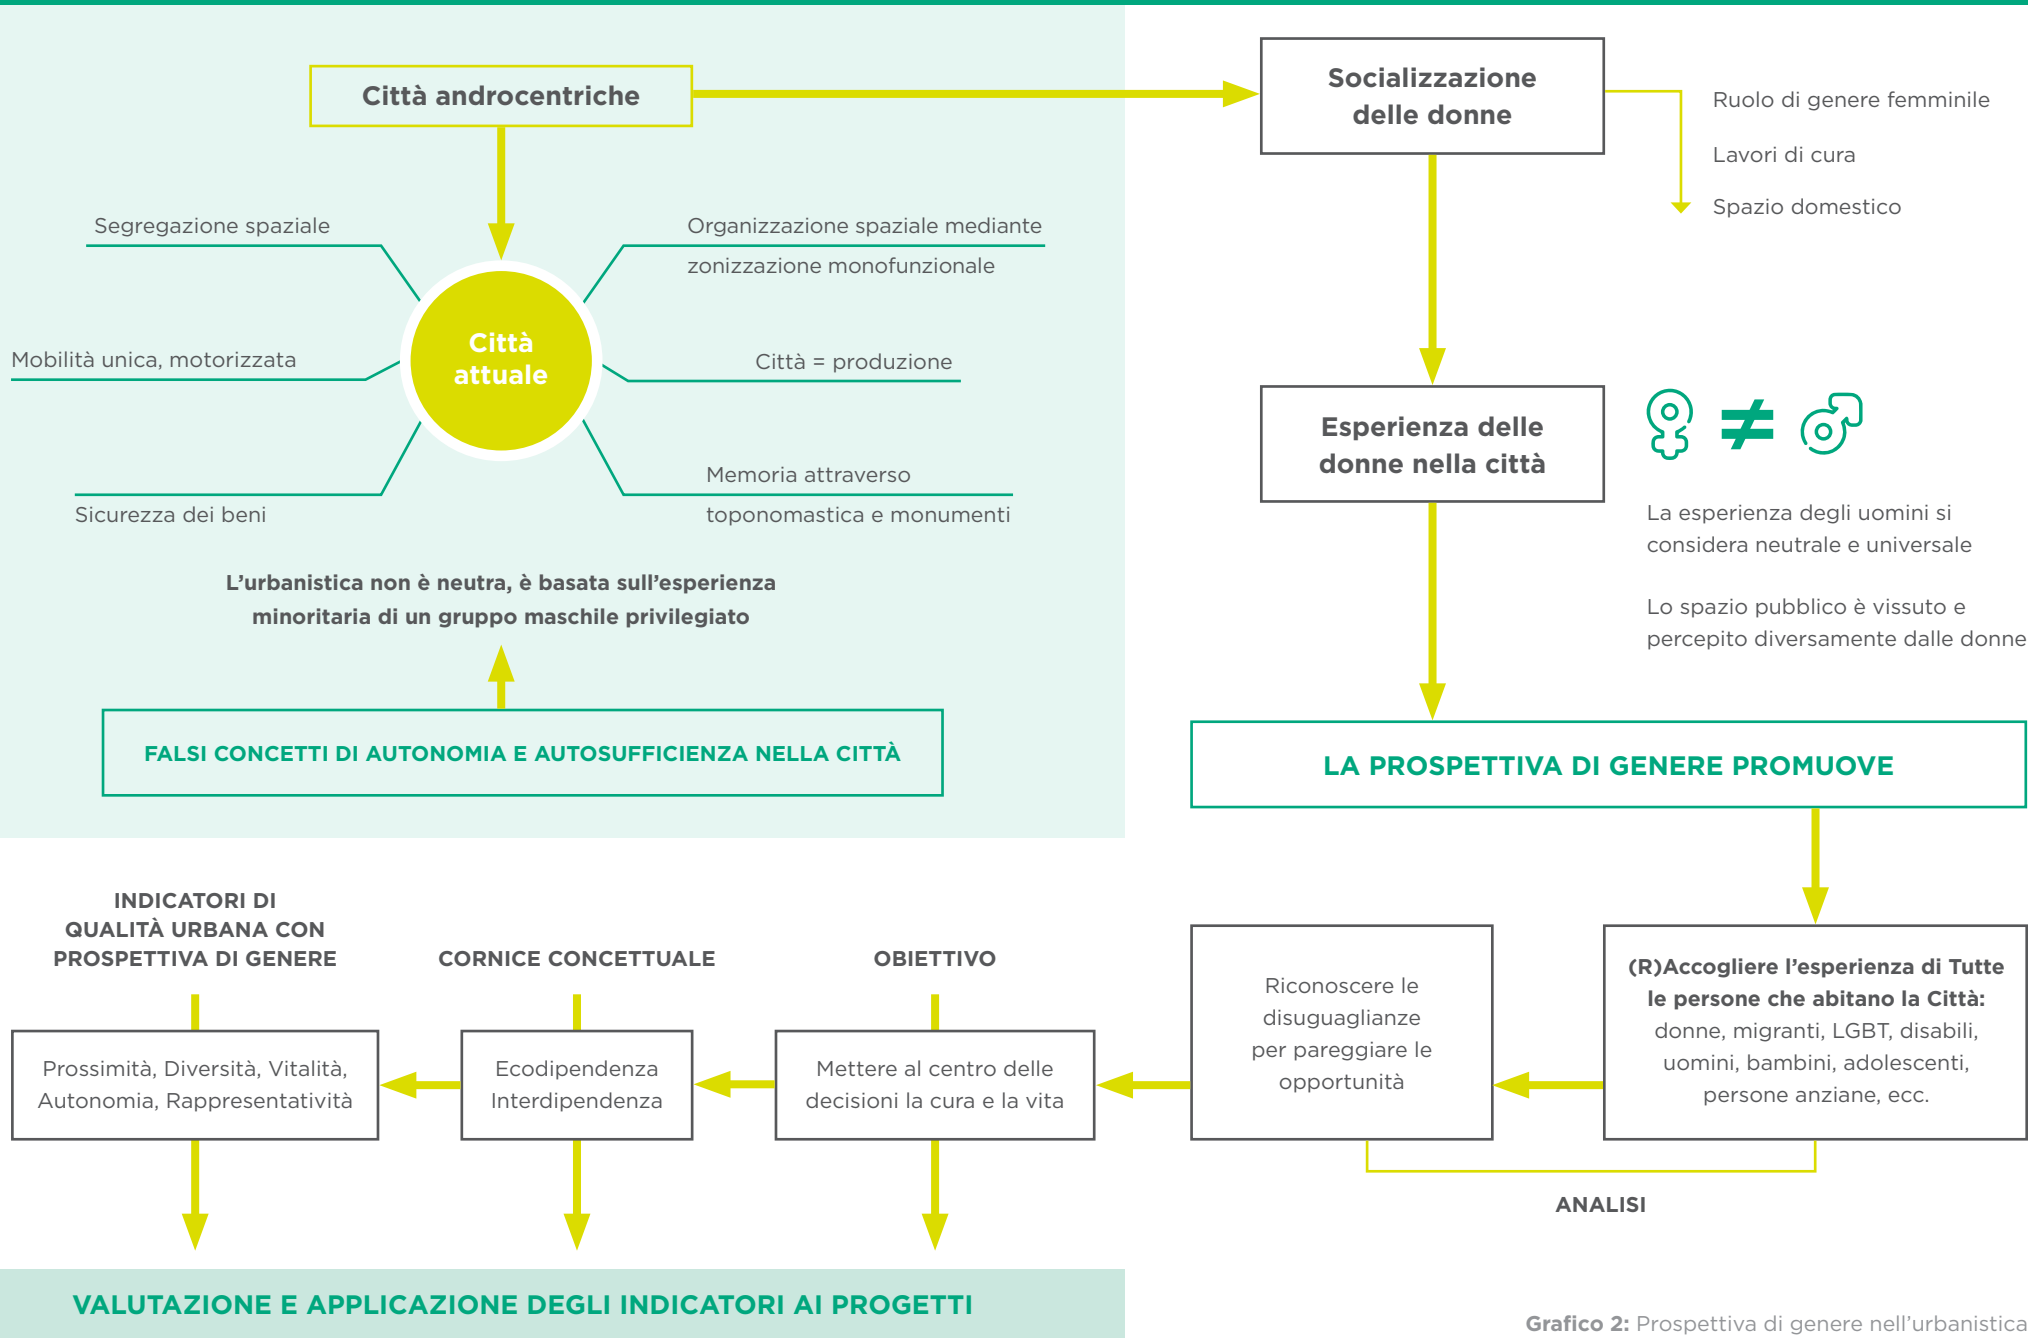 Città androcentriche
Segregazione spaziale
Organizzazione spaziale mediante
zonizzazione monofunzionale
Città
attuale
Mobilità unica, motorizzata
Città = produzione
Sicurezza dei beni
Memoria attraverso
toponomastica e monumenti
L’urbanistica non è neutra, è basata sull’esperienza
minoritaria di un gruppo maschile privilegiato
FALSI CONCETTI DI AUTONOMIA E AUTOSUFFICIENZA NELLA CITTÀ
Socializzazione
delle donne
Ruolo di genere femminile
Lavori di cura
Spazio domestico
Esperienza delle
donne nella città
≠
La esperienza degli uomini si
considera neutrale e universale
Lo spazio pubblico è vissuto e
percepito diversamente dalle donne
LA PROSPETTIVA DI GENERE PROMUOVE
(R)Accogliere l’esperienza di Tutte
le persone che abitano la Città:
donne, migranti, LGBT, disabili,
uomini, bambini, adolescenti,
persone anziane, ecc.
Riconoscere le
disuguaglianze
per pareggiare le
opportunità
ANALISI
OBIETTIVO
Mettere al centro delle
decisioni la cura e la vita
CORNICE CONCETTUALE
Ecodipendenza
Interdipendenza
INDICATORI DI
QUALITÀ URBANA CON
PROSPETTIVA DI GENERE
Prossimità, Diversità, Vitalità,
Autonomia, Rappresentatività
VALUTAZIONE E APPLICAZIONE DEGLI INDICATORI AI PROGETTI
Grafico 2: Prospettiva di genere nell’urbanistica